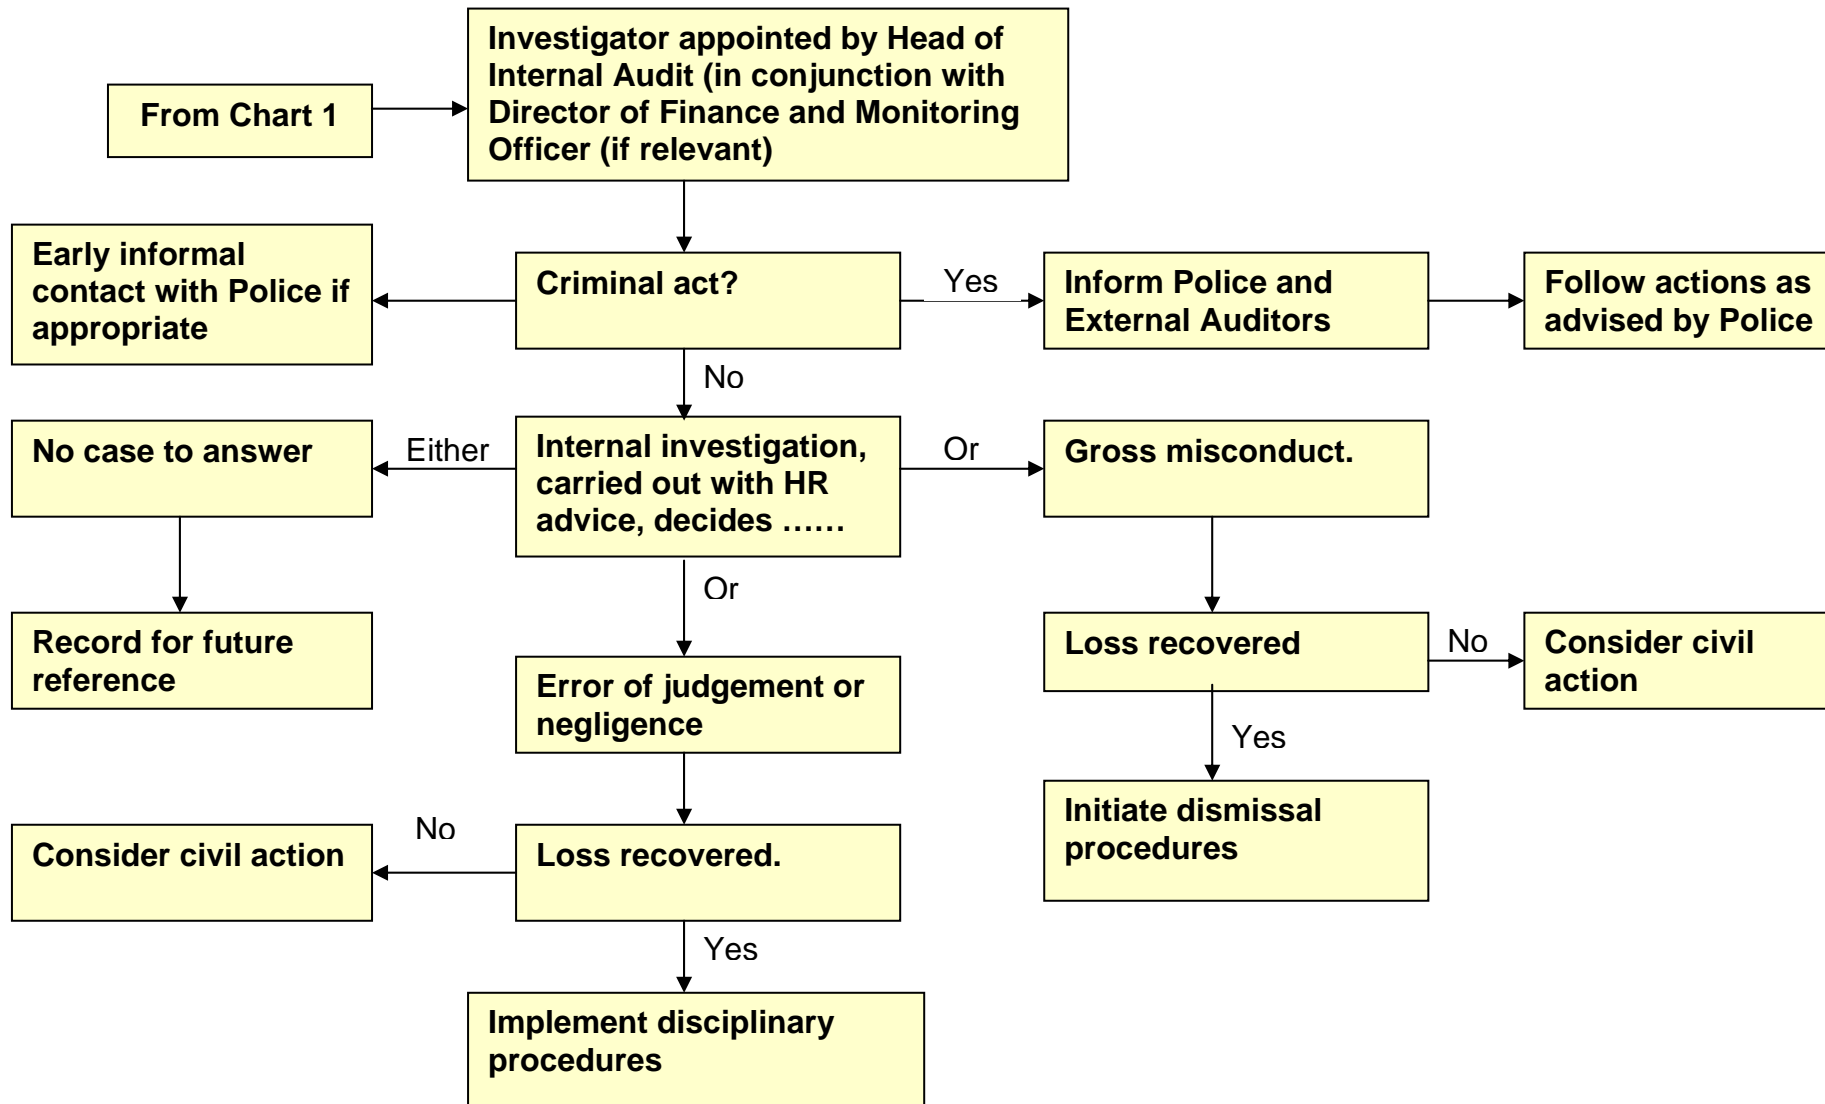 From Chart 1
Investigator appointed by Head of
Internal Audit (in conjunction with
Director of Finance and Monitoring
Officer (if relevant)
Early informal
contact with Police if
appropriate
Criminal act?
Yes
Inform Police and
External Auditors
Follow actions as
advised by Police
No
No case to answer
Either
Internal investigation,
carried out with HR
advice, decides ……
Or
Gross misconduct.
Or
Record for future
reference
Error of judgement or
negligence
Loss recovered
No
Consider civil
action
Yes
Initiate dismissal
procedures
Consider civil action
No
Loss recovered.
Yes
Implement disciplinary
procedures